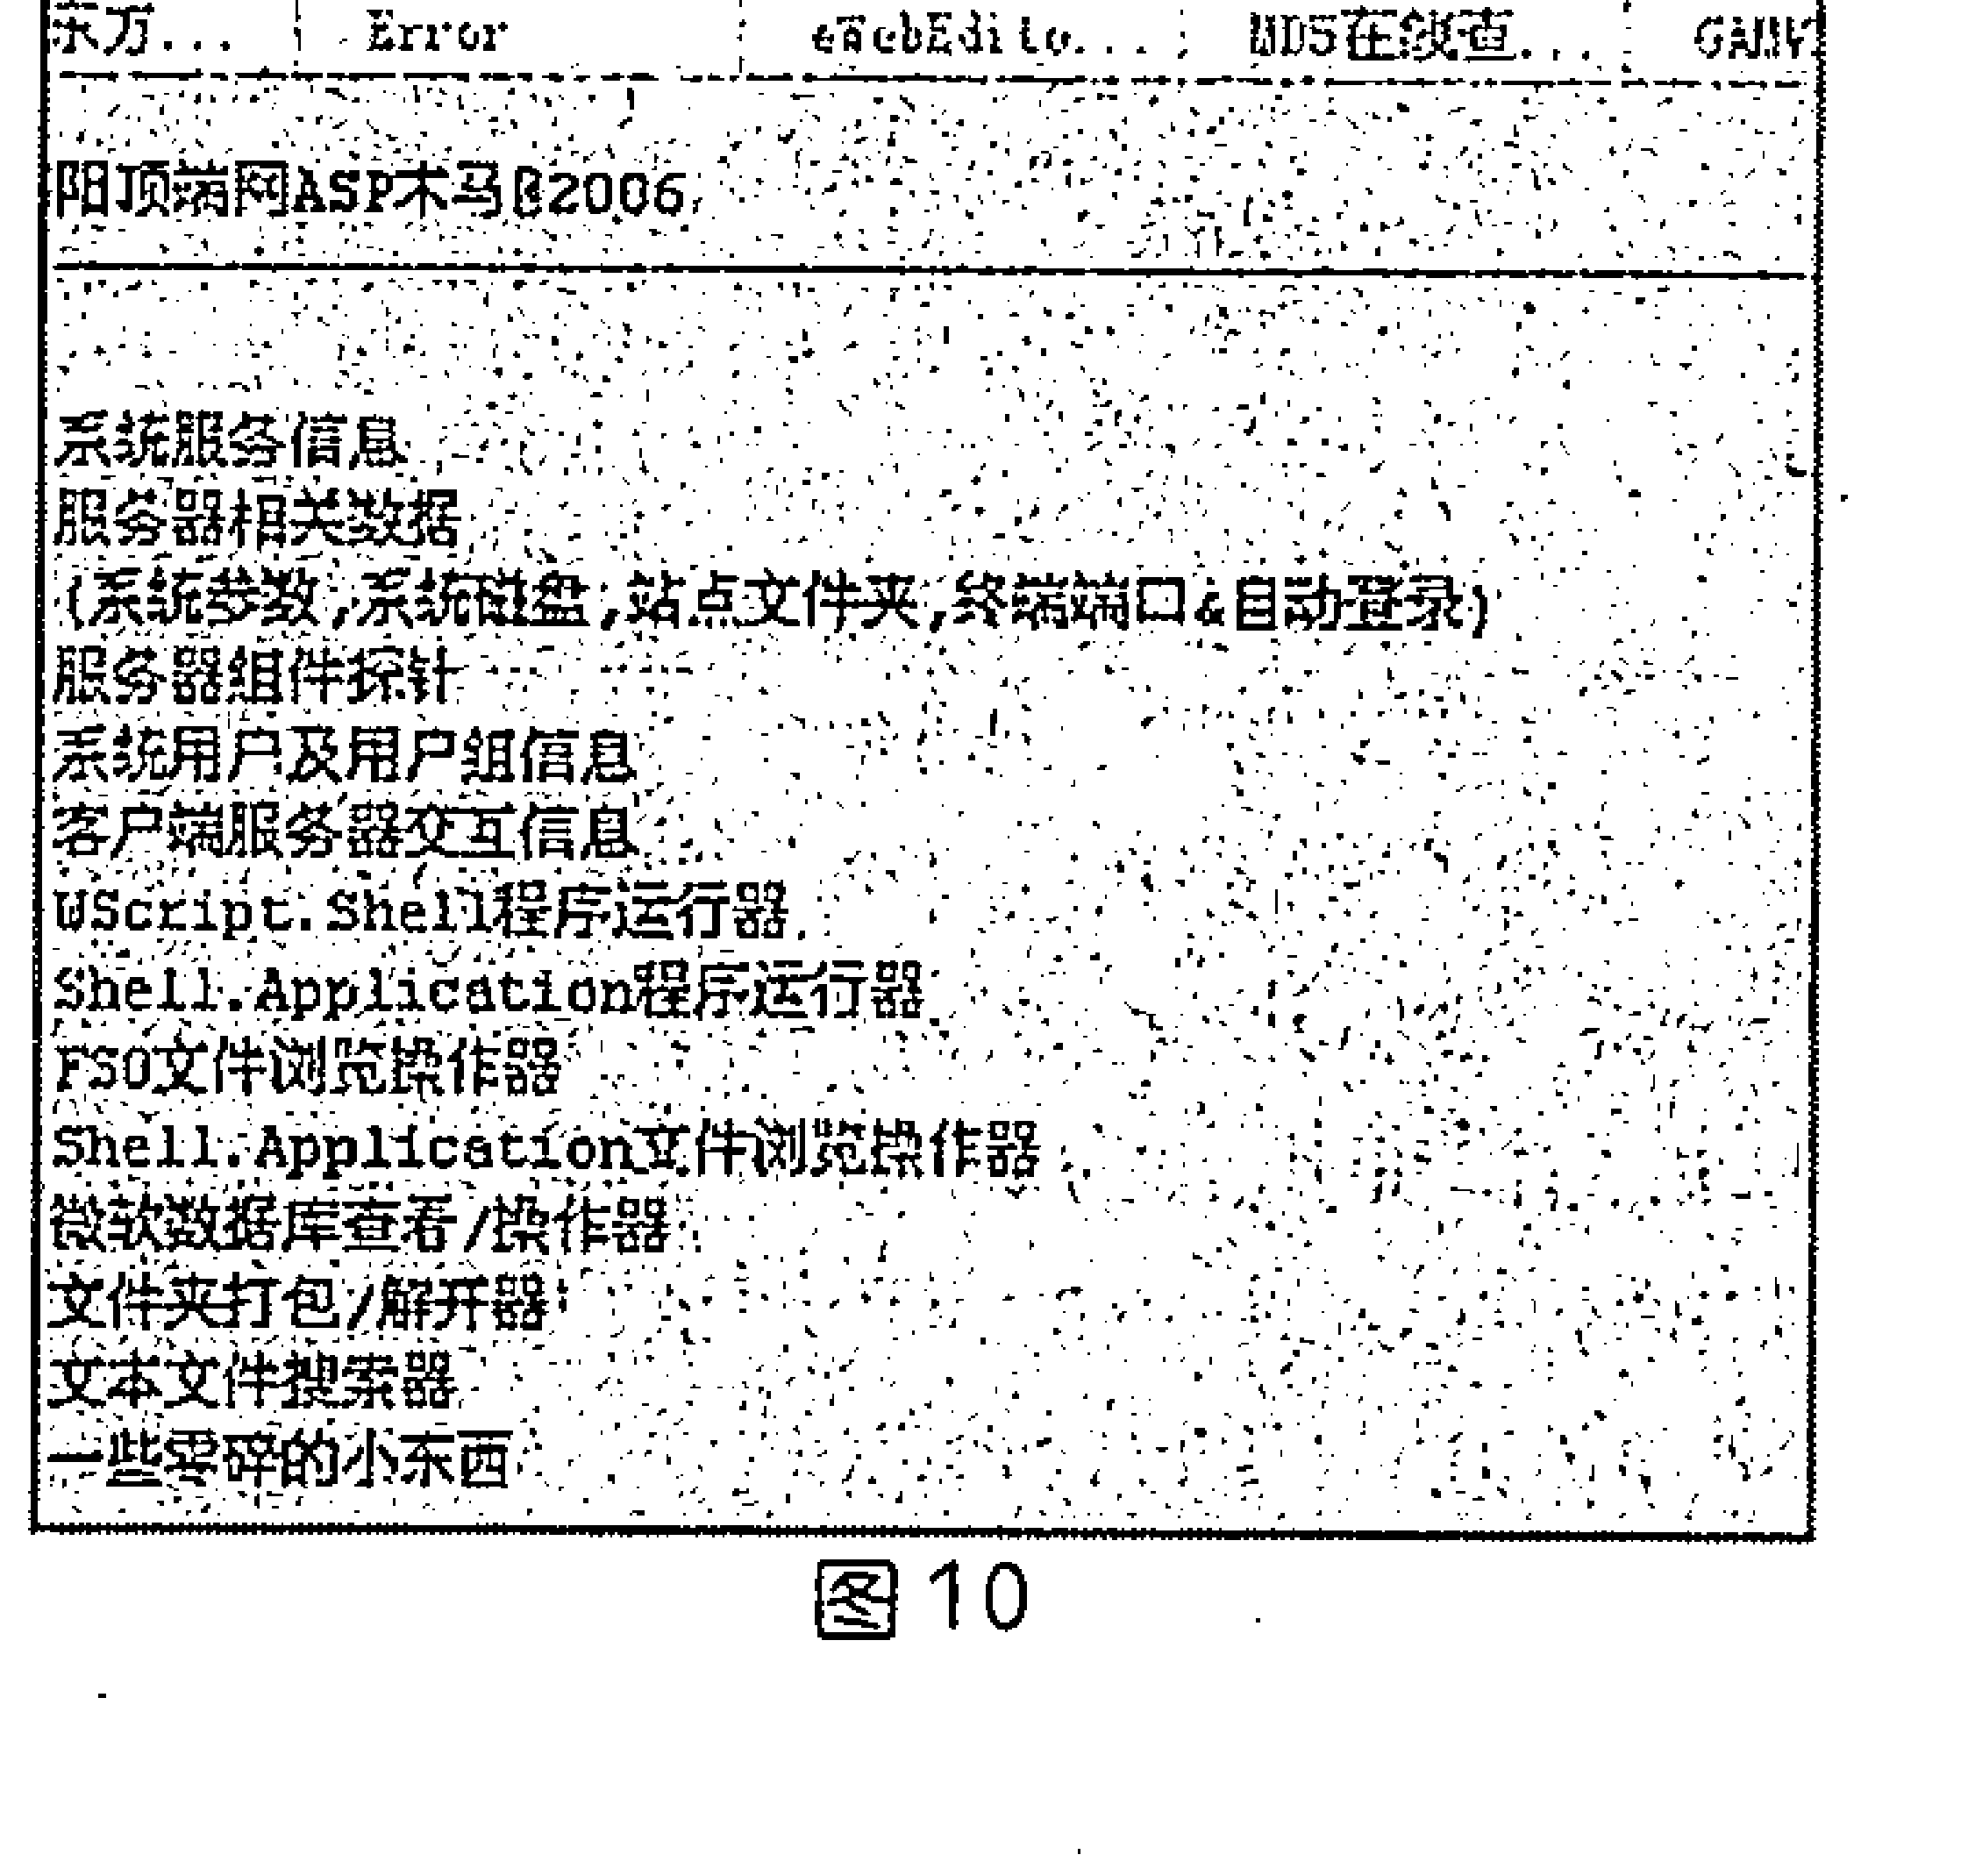 东方... Error eWebEdito... MD5在线查... GAMV
阳顶端网ASP木马@2006
系统服务信息
服务器相关数据
(系统参数,系统磁盘,站点文件夹,终端端口&自动登录)
服务器组件探针
系统用户及用户组信息
客户端服务器交互信息
WScript.Shell程序运行器
Shell.Application程序运行器
FSO文件浏览操作器
Shell.Application文件浏览操作器
微软数据库查看/操作器
文件夹打包/解开器
文本文件搜索器
一些零碎的小东西
图10